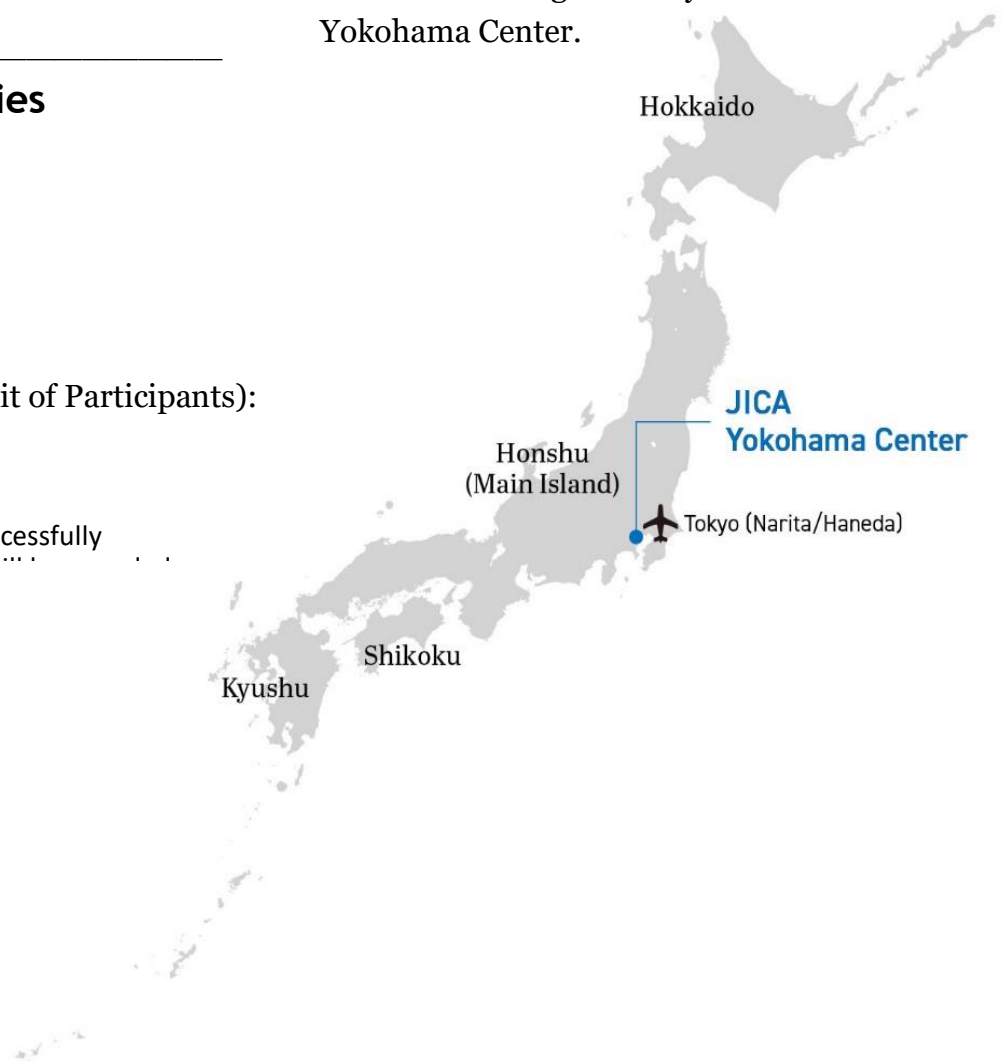 Yokohama Center.
ies
Hokkaido
it of Participants):
JICA
Yokohama Center
Honshu
(Main Island)
Tokyo (Narita/Haneda)
cessfully
Shikoku
Kyushu